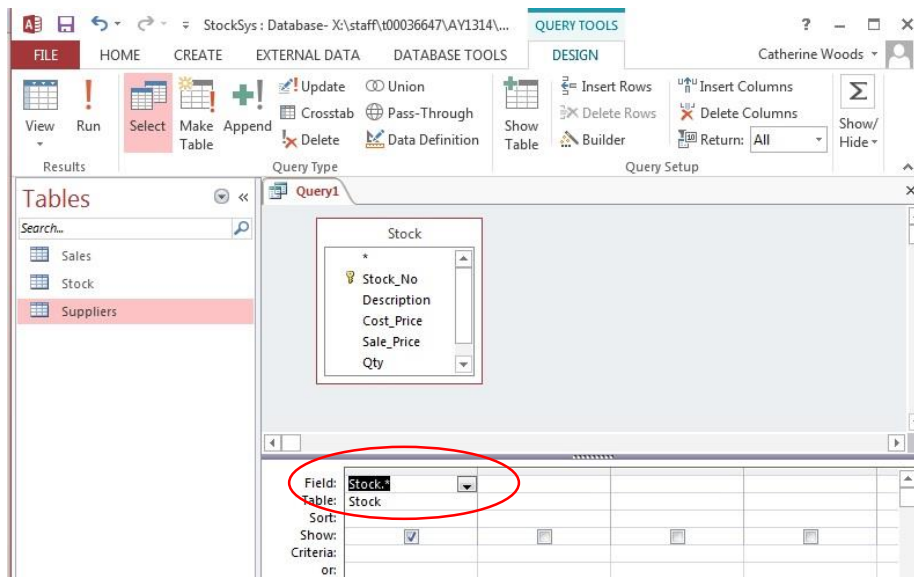 StockSys : Database- X:\staff\t00036647\AY1314\...
QUERY TOOLS
FILE HOME CREATE EXTERNAL DATA DATABASE TOOLS DESIGN Catherine Woods
View
Run
Select
Make Table
Append
Update
Crosstab
Delete
Union
Pass-Through
Data Definition
Show Table
Insert Rows
Delete Rows
Builder
Insert Columns
Delete Columns
Return: All
Show/ Hide
Results
Query Type
Query Setup
Tables
Search...
Sales
Stock
Suppliers
Query1
Stock
*
Stock_No
Description
Cost_Price
Sale_Price
Qty
Field: Stock.*
Table: Stock
Sort:
Show:
Criteria:
or: